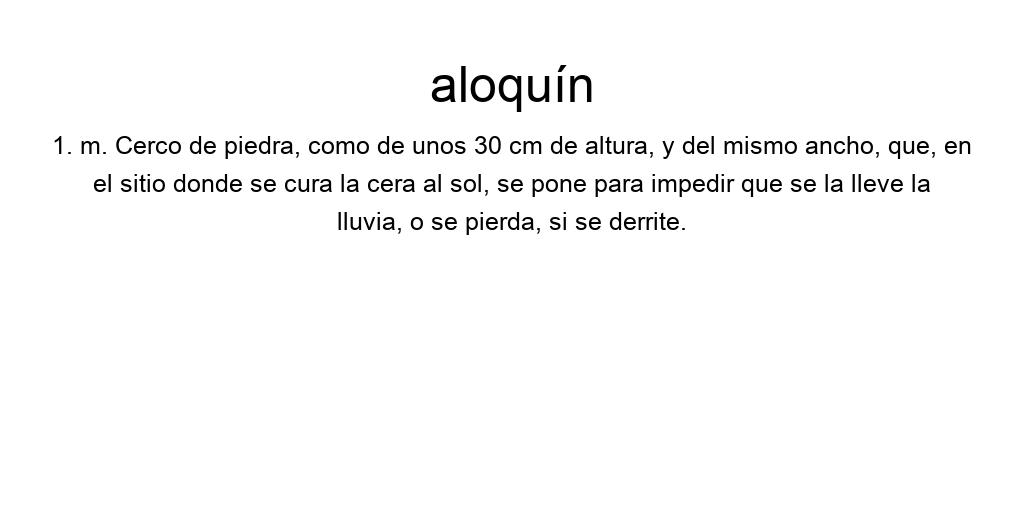 aloquín
1. m. Cerco de piedra, como de unos 30 cm de altura, y del mismo ancho, que, en
el sitio donde se cura la cera al sol, se pone para impedir que se la lleve la
lluvia, o se pierda, si se derrite.